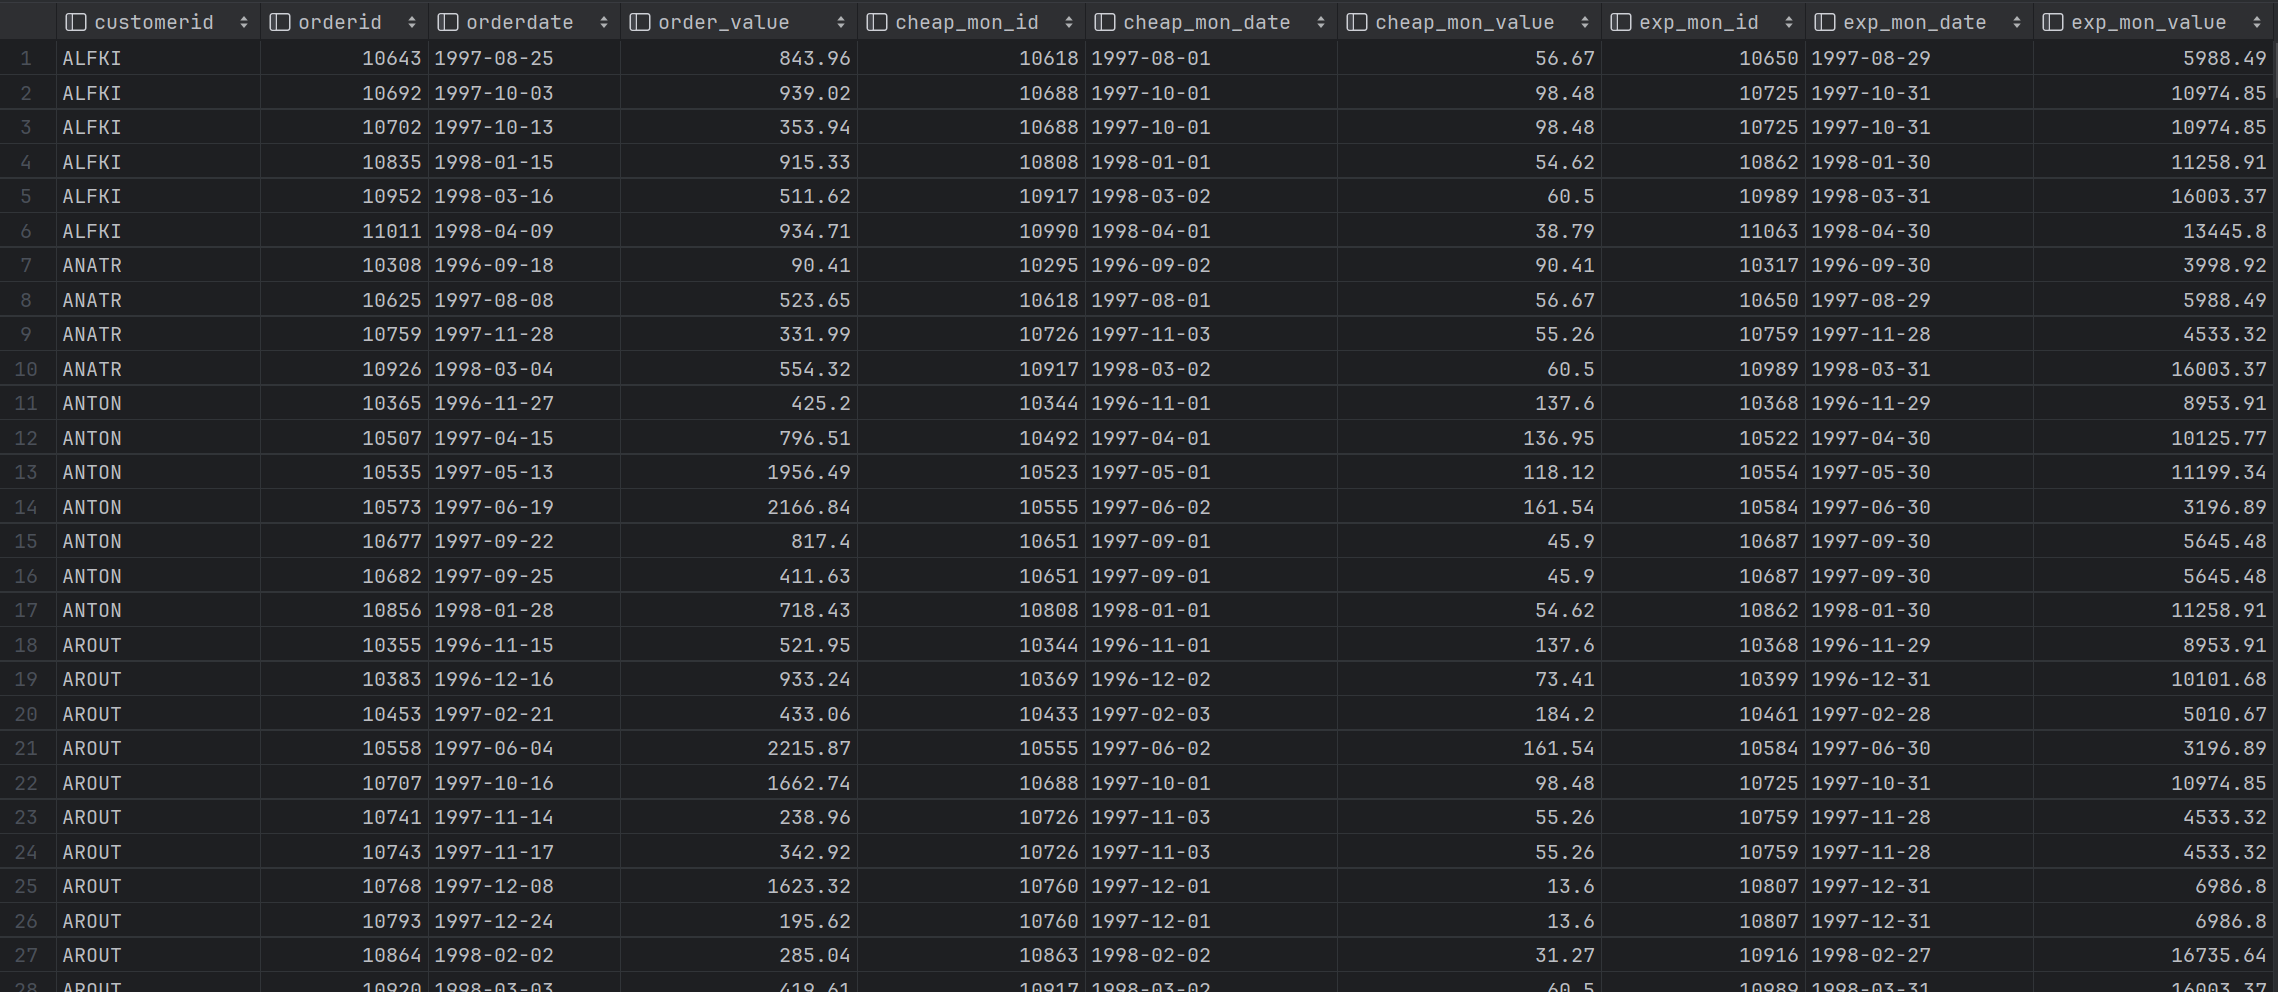 customerid orderid orderdate order_value cheap_mon_id cheap_mon_date cheap_mon_value exp_mon_id exp_mon_date exp_mon_value
1 ALFKI 10643 1997-08-25 843.96 10618 1997-08-01 56.67 10650 1997-08-29 5988.49
2 ALFKI 10692 1997-10-03 939.02 10688 1997-10-01 98.48 10725 1997-10-31 10974.85
3 ALFKI 10702 1997-10-13 353.94 10688 1997-10-01 98.48 10725 1997-10-31 10974.85
4 ALFKI 10835 1998-01-15 915.33 10808 1998-01-01 54.62 10862 1998-01-30 11258.91
5 ALFKI 10952 1998-03-16 511.62 10917 1998-03-02 60.5 10989 1998-03-31 16003.37
6 ALFKI 11011 1998-04-09 934.71 10990 1998-04-01 38.79 11063 1998-04-30 13445.8
7 ANATR 10308 1996-09-18 90.41 10295 1996-09-02 90.41 10317 1996-09-30 3998.92
8 ANATR 10625 1997-08-08 523.65 10618 1997-08-01 56.67 10650 1997-08-29 5988.49
9 ANATR 10759 1997-11-28 331.99 10726 1997-11-03 55.26 10759 1997-11-28 4533.32
10 ANATR 10926 1998-03-04 554.32 10917 1998-03-02 60.5 10989 1998-03-31 16003.37
11 ANTON 10365 1996-11-27 425.2 10344 1996-11-01 137.6 10368 1996-11-29 8953.91
12 ANTON 10507 1997-04-15 796.51 10492 1997-04-01 136.95 10522 1997-04-30 10125.77
13 ANTON 10535 1997-05-13 1956.49 10523 1997-05-01 118.12 10554 1997-05-30 11199.34
14 ANTON 10573 1997-06-19 2166.84 10555 1997-06-02 161.54 10584 1997-06-30 3196.89
15 ANTON 10677 1997-09-22 817.4 10651 1997-09-01 45.9 10687 1997-09-30 5645.48
16 ANTON 10682 1997-09-25 411.63 10651 1997-09-01 45.9 10687 1997-09-30 5645.48
17 ANTON 10856 1998-01-28 718.43 10808 1998-01-01 54.62 10862 1998-01-30 11258.91
18 AROUT 10355 1996-11-15 521.95 10344 1996-11-01 137.6 10368 1996-11-29 8953.91
19 AROUT 10383 1996-12-16 933.24 10369 1996-12-02 73.41 10399 1996-12-31 10101.68
20 AROUT 10453 1997-02-21 433.06 10433 1997-02-03 184.2 10461 1997-02-28 5010.67
21 AROUT 10558 1997-06-04 2215.87 10555 1997-06-02 161.54 10584 1997-06-30 3196.89
22 AROUT 10707 1997-10-16 1662.74 10688 1997-10-01 98.48 10725 1997-10-31 10974.85
23 AROUT 10741 1997-11-14 238.96 10726 1997-11-03 55.26 10759 1997-11-28 4533.32
24 AROUT 10743 1997-11-17 342.92 10726 1997-11-03 55.26 10759 1997-11-28 4533.32
25 AROUT 10768 1997-12-08 1623.32 10760 1997-12-01 13.6 10807 1997-12-31 6986.8
26 AROUT 10793 1997-12-24 195.62 10760 1997-12-01 13.6 10807 1997-12-31 6986.8
27 AROUT 10864 1998-02-02 285.04 10863 1998-02-02 31.27 10916 1998-02-27 16735.64
28 AROUT 10920 1998-03-03 419.61 10917 1998-03-02 60.5 10989 1998-03-31 16003.37